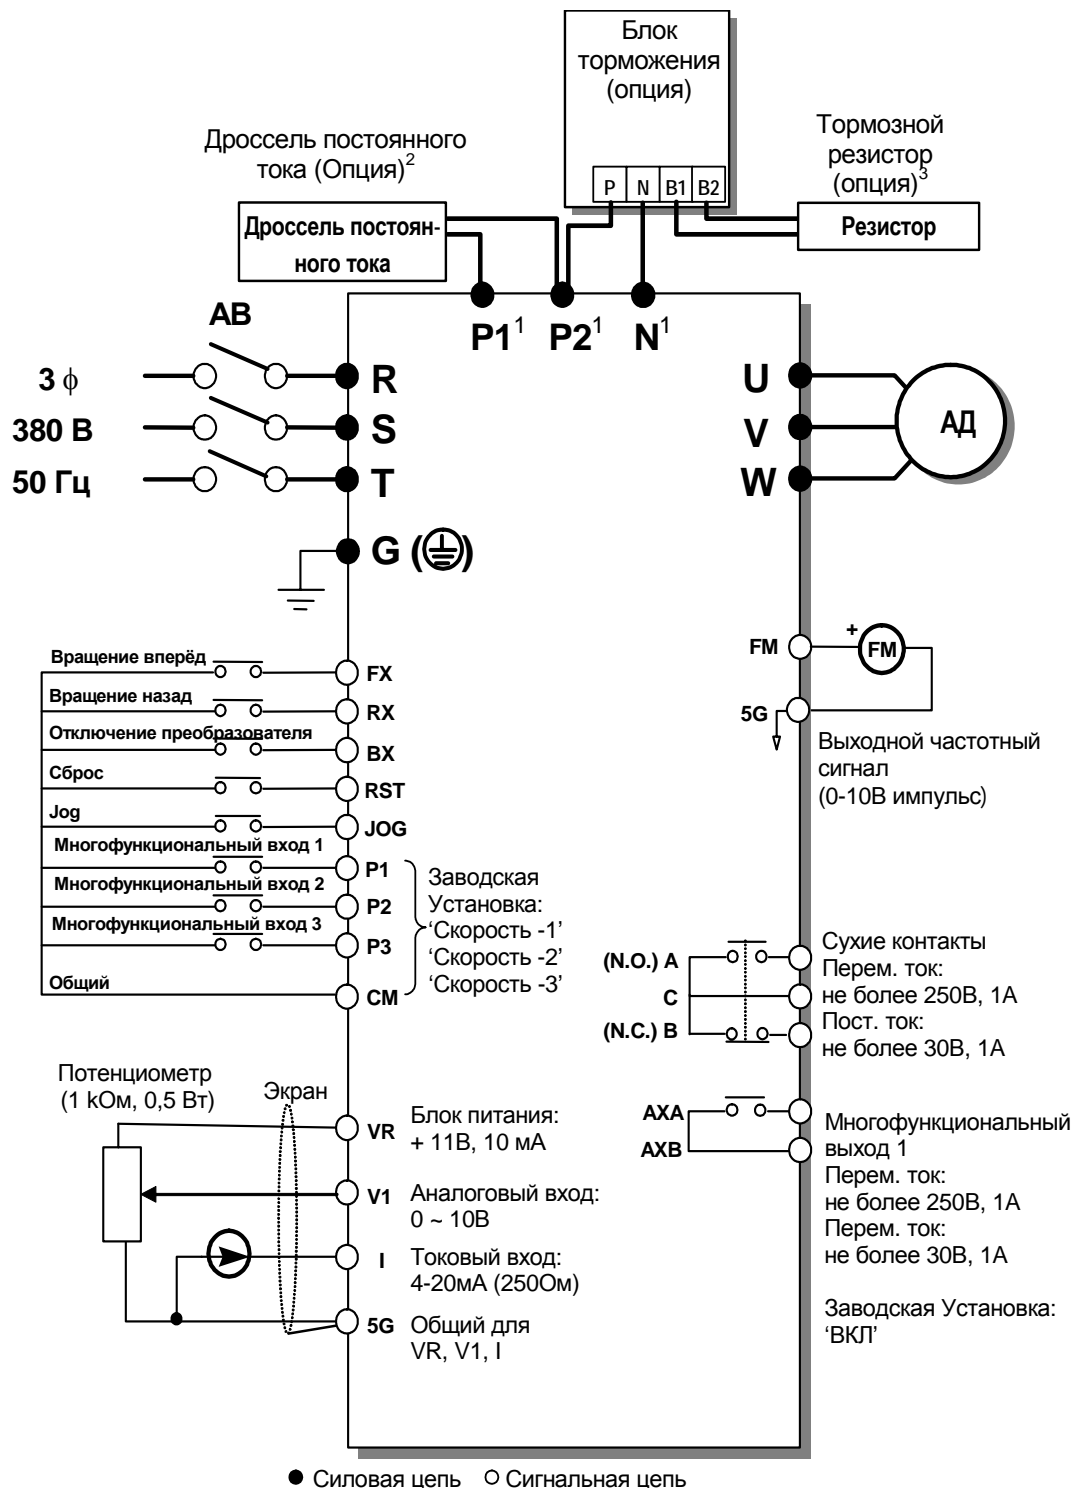 Блок
торможения
(опция)
P N B1 B2
Дроссель постоянного
тока (Опция)2
Тормозной
резистор
(опция)3
Дроссель постоян-
ного тока
Резистор
P11 P21 N1
АВ
3 ϕ
380 В
50 Гц
R
S
T
G
U
V
W
АД
Вращение вперёд
FX
Вращение назад
RX
Отключение преобразователя
BX
Сброс
RST
Jog
JOG
Многофункциональный вход 1
P1
Многофункциональный вход 2
P2
Многофункциональный вход 3
P3
Общий
CM
Заводская
Установка:
‘Скорость -1’
‘Скорость -2’
‘Скорость -3’
FM
+
FM
5G
Выходной частотный
сигнал
(0-10В импульс)
(N.O.) A
C
(N.C.) B
Сухие контакты
Перем. ток:
не более 250В, 1А
Пост. ток:
не более 30В, 1А
AXA
AXB
Многофункциональный
выход 1
Перем. ток:
не более 250В, 1А
Перем. ток:
не более 30В, 1А
Заводская Установка:
‘ВКЛ’
Потенциометр
(1 kОм, 0,5 Вт)
Экран
VR
Блок питания:
+ 11В, 10 мА
V1
Аналоговый вход:
0 ~ 10В
I
Токовый вход:
4-20мА (250Ом)
5G
Общий для
VR, V1, I
Силовая цепь
Сигнальная цепь